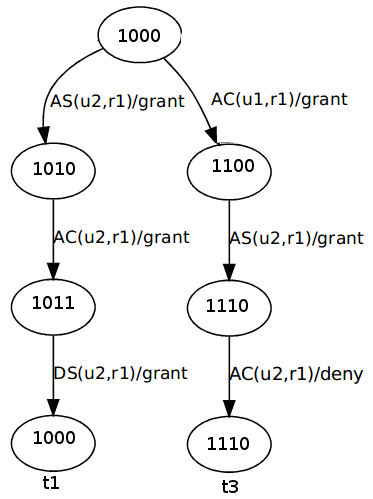 1000
AS(u2,r1)/grant AC(u1,r1)/grant
1010 1100
AC(u2,r1)/grant AS(u2,r1)/grant
1011 1110
DS(u2,r1)/grant AC(u2,r1)/deny
1000 1110
t1 t3